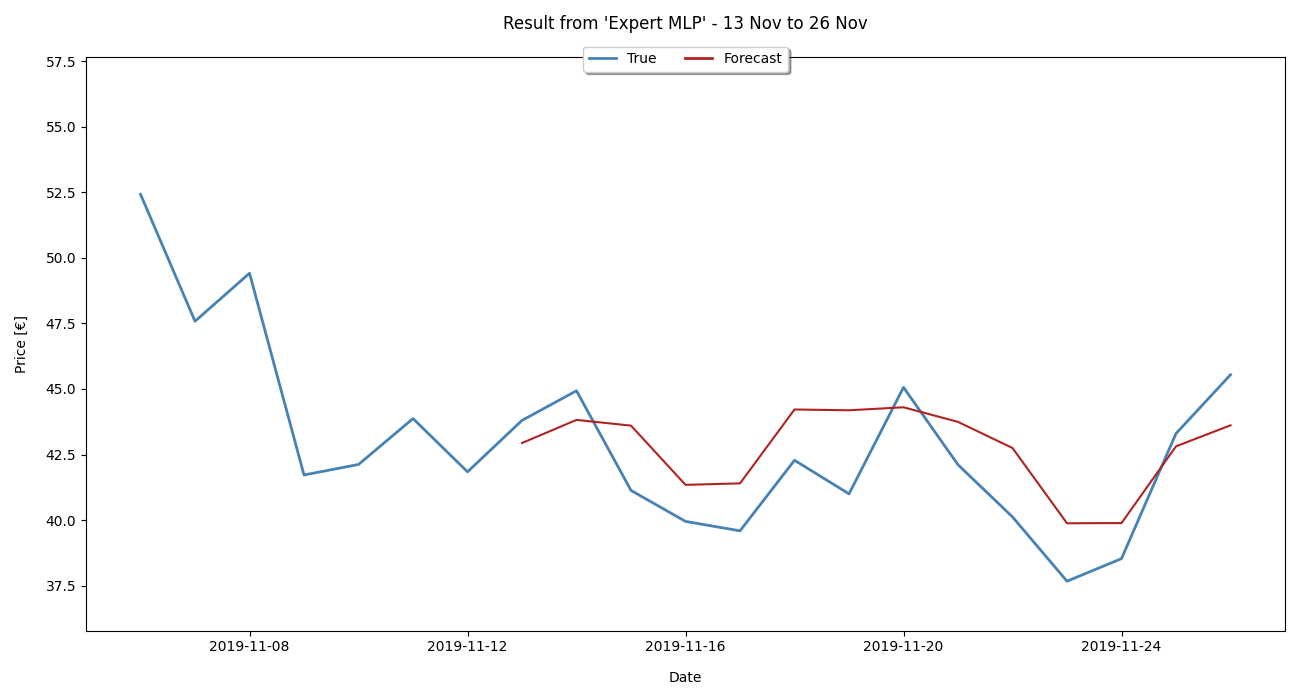 Result from 'Expert MLP' - 13 Nov to 26 Nov
True Forecast
57.5
55.0
52.5
50.0
47.5
45.0
42.5
40.0
37.5
Price [€]
2019-11-08 2019-11-12 2019-11-16 2019-11-20 2019-11-24
Date